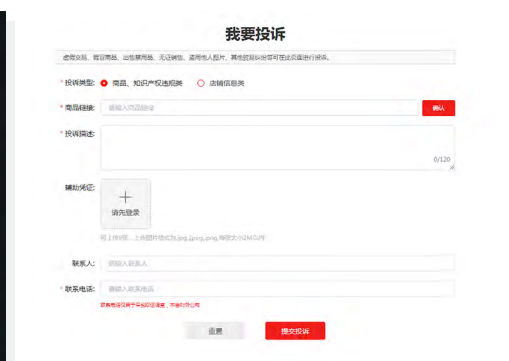 我要投诉
虚假交易、假冒商品、出售禁用品、无证销售、盗用他人图片、其他贸易纠纷等可在此页面进行投诉。
* 投诉类型: 商品、知识产权违规类 店铺信息类
* 商品链接: 请输入商品链接 确认
* 投诉描述:
0/120
辅助凭证:
请先登录
联系人: 请输入联系人
* 联系电话: 请输入联系电话
重置 提交投诉